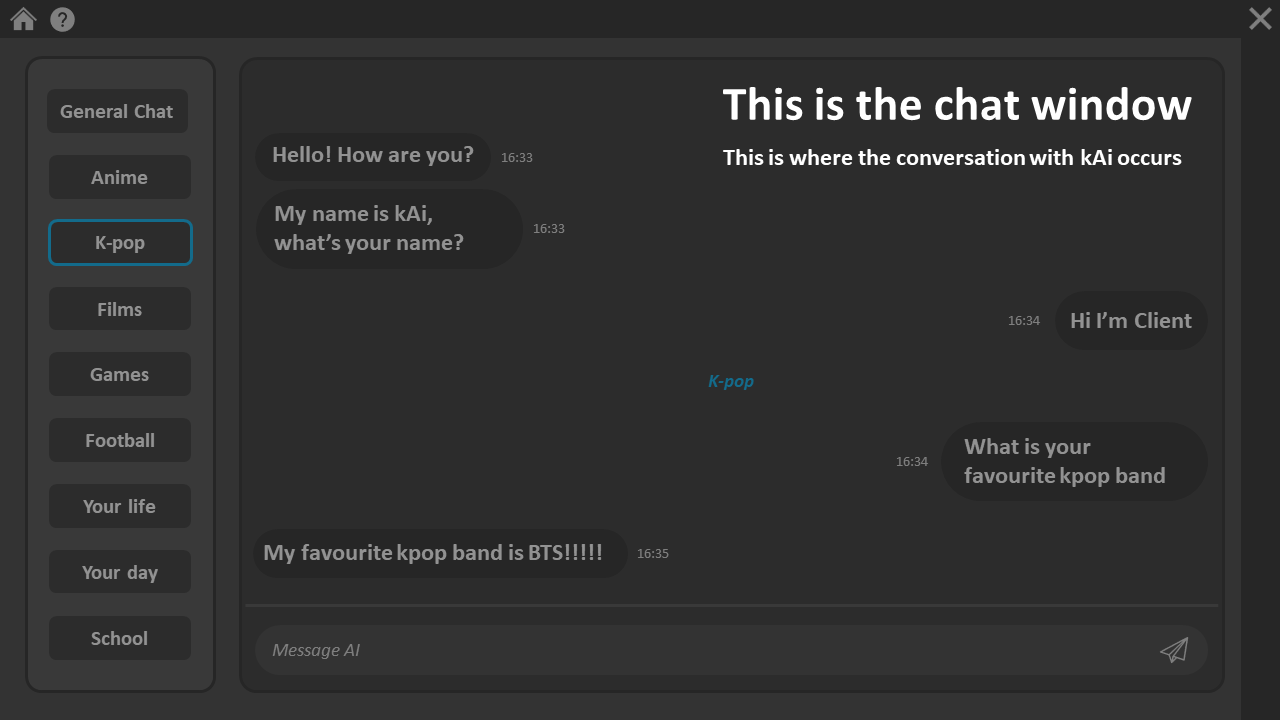 ?
General Chat
Anime
K-pop
Films
Games
Football
Your life
Your day
School
This is the chat window
This is where the conversation with kAi occurs
Hello! How are you?
16:33
My name is kAi,
what's your name?
16:33
16:34
Hi I'm Client
K-pop
16:34
What is your
favourite kpop band
My favourite kpop band is BTS!!!!!
16:35
Message AI